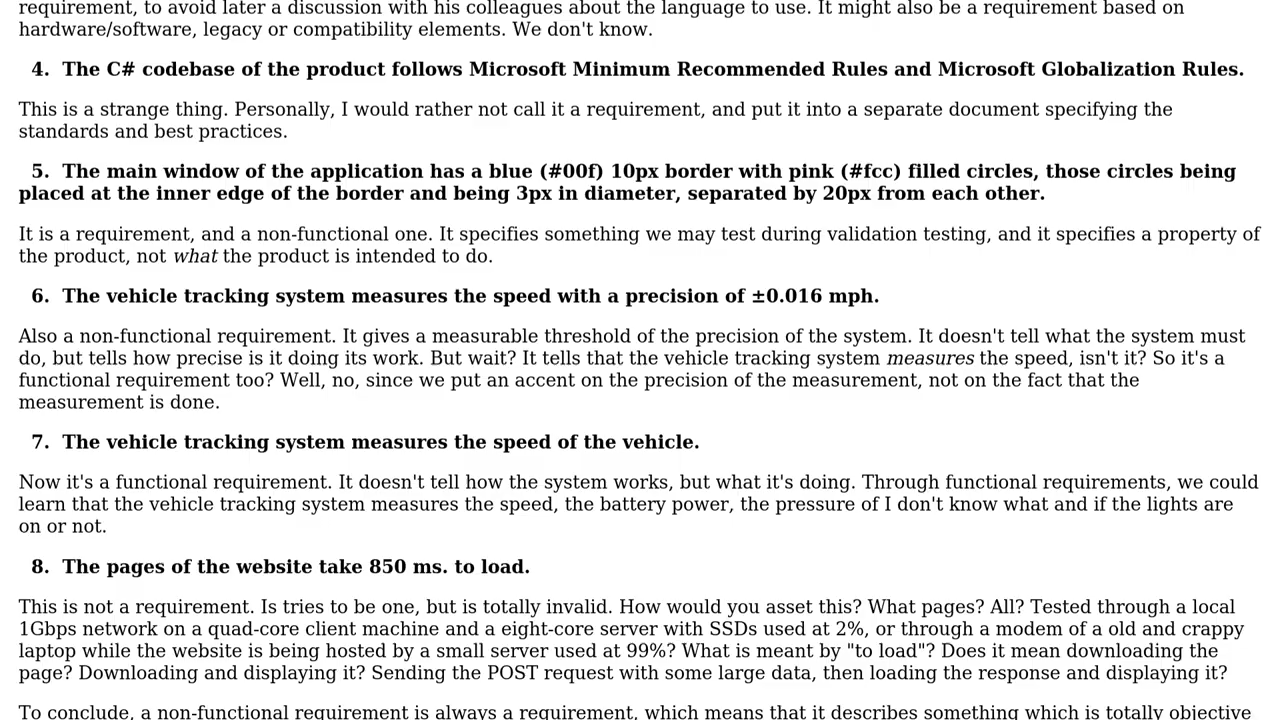 requirement, to avoid later a discussion with his colleagues about the language to use. It might also be a requirement based on
hardware/software, legacy or compatibility elements. We don't know.
4. The C# codebase of the product follows Microsoft Minimum Recommended Rules and Microsoft Globalization Rules.
This is a strange thing. Personally, I would rather not call it a requirement, and put it into a separate document specifying the
standards and best practices.
5. The main window of the application has a blue (#00f) 10px border with pink (#fcc) filled circles, those circles being
placed at the inner edge of the border and being 3px in diameter, separated by 20px from each other.
It is a requirement, and a non-functional one. It specifies something we may test during validation testing, and it specifies a property of
the product, not what the product is intended to do.
6. The vehicle tracking system measures the speed with a precision of ±0.016 mph.
Also a non-functional requirement. It gives a measurable threshold of the precision of the system. It doesn't tell what the system must
do, but tells how precise is it doing its work. But wait? It tells that the vehicle tracking system measures the speed, isn't it? So it's a
functional requirement too? Well, no, since we put an accent on the precision of the measurement, not on the fact that the
measurement is done.
7. The vehicle tracking system measures the speed of the vehicle.
Now it's a functional requirement. It doesn't tell how the system works, but what it's doing. Through functional requirements, we could
learn that the vehicle tracking system measures the speed, the battery power, the pressure of I don't know what and if the lights are
on or not.
8. The pages of the website take 850 ms. to load.
This is not a requirement. Is tries to be one, but is totally invalid. How would you asset this? What pages? All? Tested through a local
1Gbps network on a quad-core client machine and a eight-core server with SSDs used at 2%, or through a modem of a old and crappy
laptop while the website is being hosted by a small server used at 99%? What is meant by "to load"? Does it mean downloading the
page? Downloading and displaying it? Sending the POST request with some large data, then loading the response and displaying it?
To conclude, a non-functional requirement is always a requirement, which means that it describes something which is totally objective